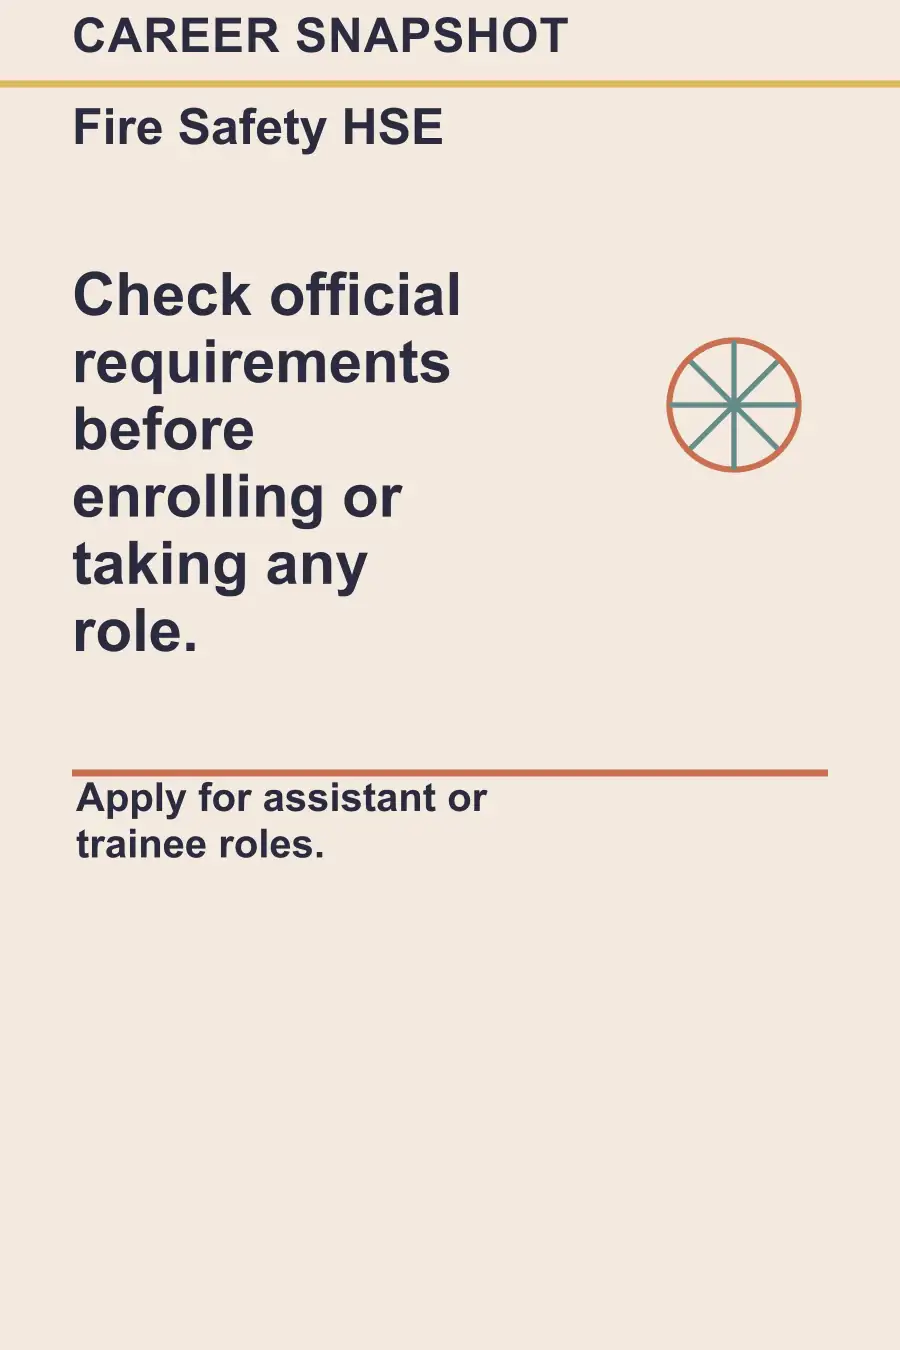 CAREER SNAPSHOT
Fire Safety HSE
Check official
requirements
before
enrolling or
taking any
role.
Apply for assistant or
trainee roles.